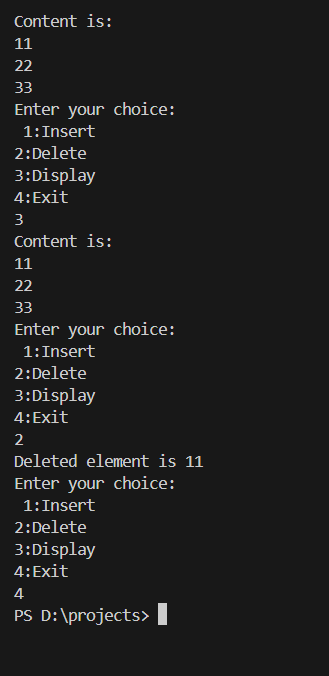 Content is:
11
22
33
Enter your choice:
 1:Insert
2:Delete
3:Display
4:Exit
3
Content is:
11
22
33
Enter your choice:
 1:Insert
2:Delete
3:Display
4:Exit
2
Deleted element is 11
Enter your choice:
 1:Insert
2:Delete
3:Display
4:Exit
4
PS D:\projects>